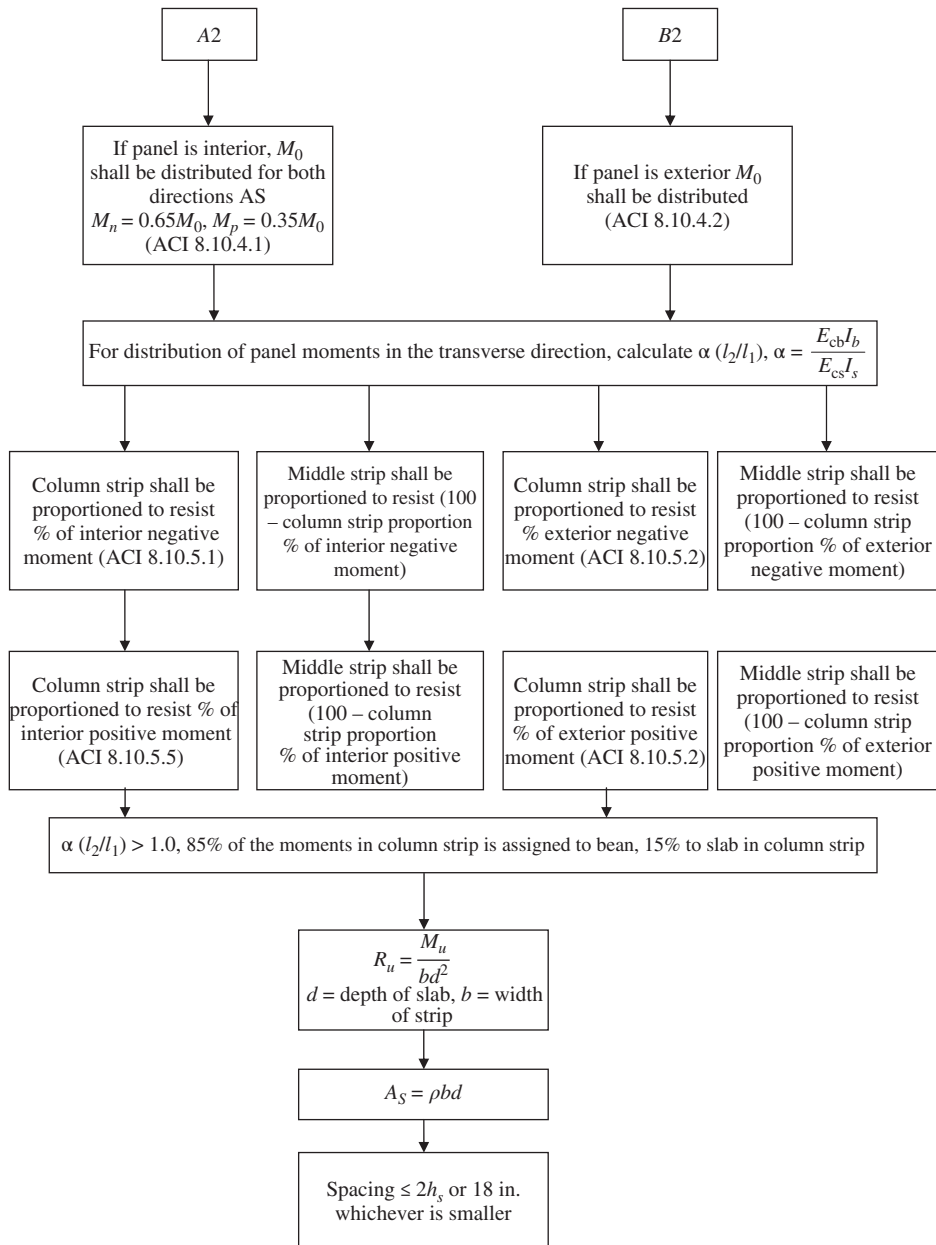 A2
B2
If panel is interior, M₀
shall be distributed for both
directions AS
Mₙ = 0.65M₀, Mₚ = 0.35M₀
(ACI 8.10.4.1)
If panel is exterior M₀
shall be distributed
(ACI 8.10.4.2)
For distribution of panel moments in the transverse direction, calculate α (l₂/l₁), α = E_cb I_b / E_cs I_s
Column strip shall be
proportioned to resist
% of interior negative
moment (ACI 8.10.5.1)
Middle strip shall be
proportioned to resist (100
– column strip proportion
% of interior negative
moment)
Column strip shall be
proportioned to resist
% exterior negative
moment (ACI 8.10.5.2)
Middle strip shall be
proportioned to resist
(100 – column strip
proportion % of exterior
negative moment)
Column strip shall be
proportioned to resist % of
interior positive moment
(ACI 8.10.5.5)
Middle strip shall be
proportioned to resist
(100 – column
strip proportion
% of interior positive
moment)
Column strip shall be
proportioned to resist
% of exterior positive
moment (ACI 8.10.5.2)
Middle strip shall be
proportioned to resist
(100 – column strip
proportion % of exterior
positive moment)
α (l₂/l₁) > 1.0, 85% of the moments in column strip is assigned to bean, 15% to slab in column strip
R_u = M_u / bd²
d = depth of slab, b = width
of strip
A_S = ρbd
Spacing ≤ 2h_s or 18 in.
whichever is smaller